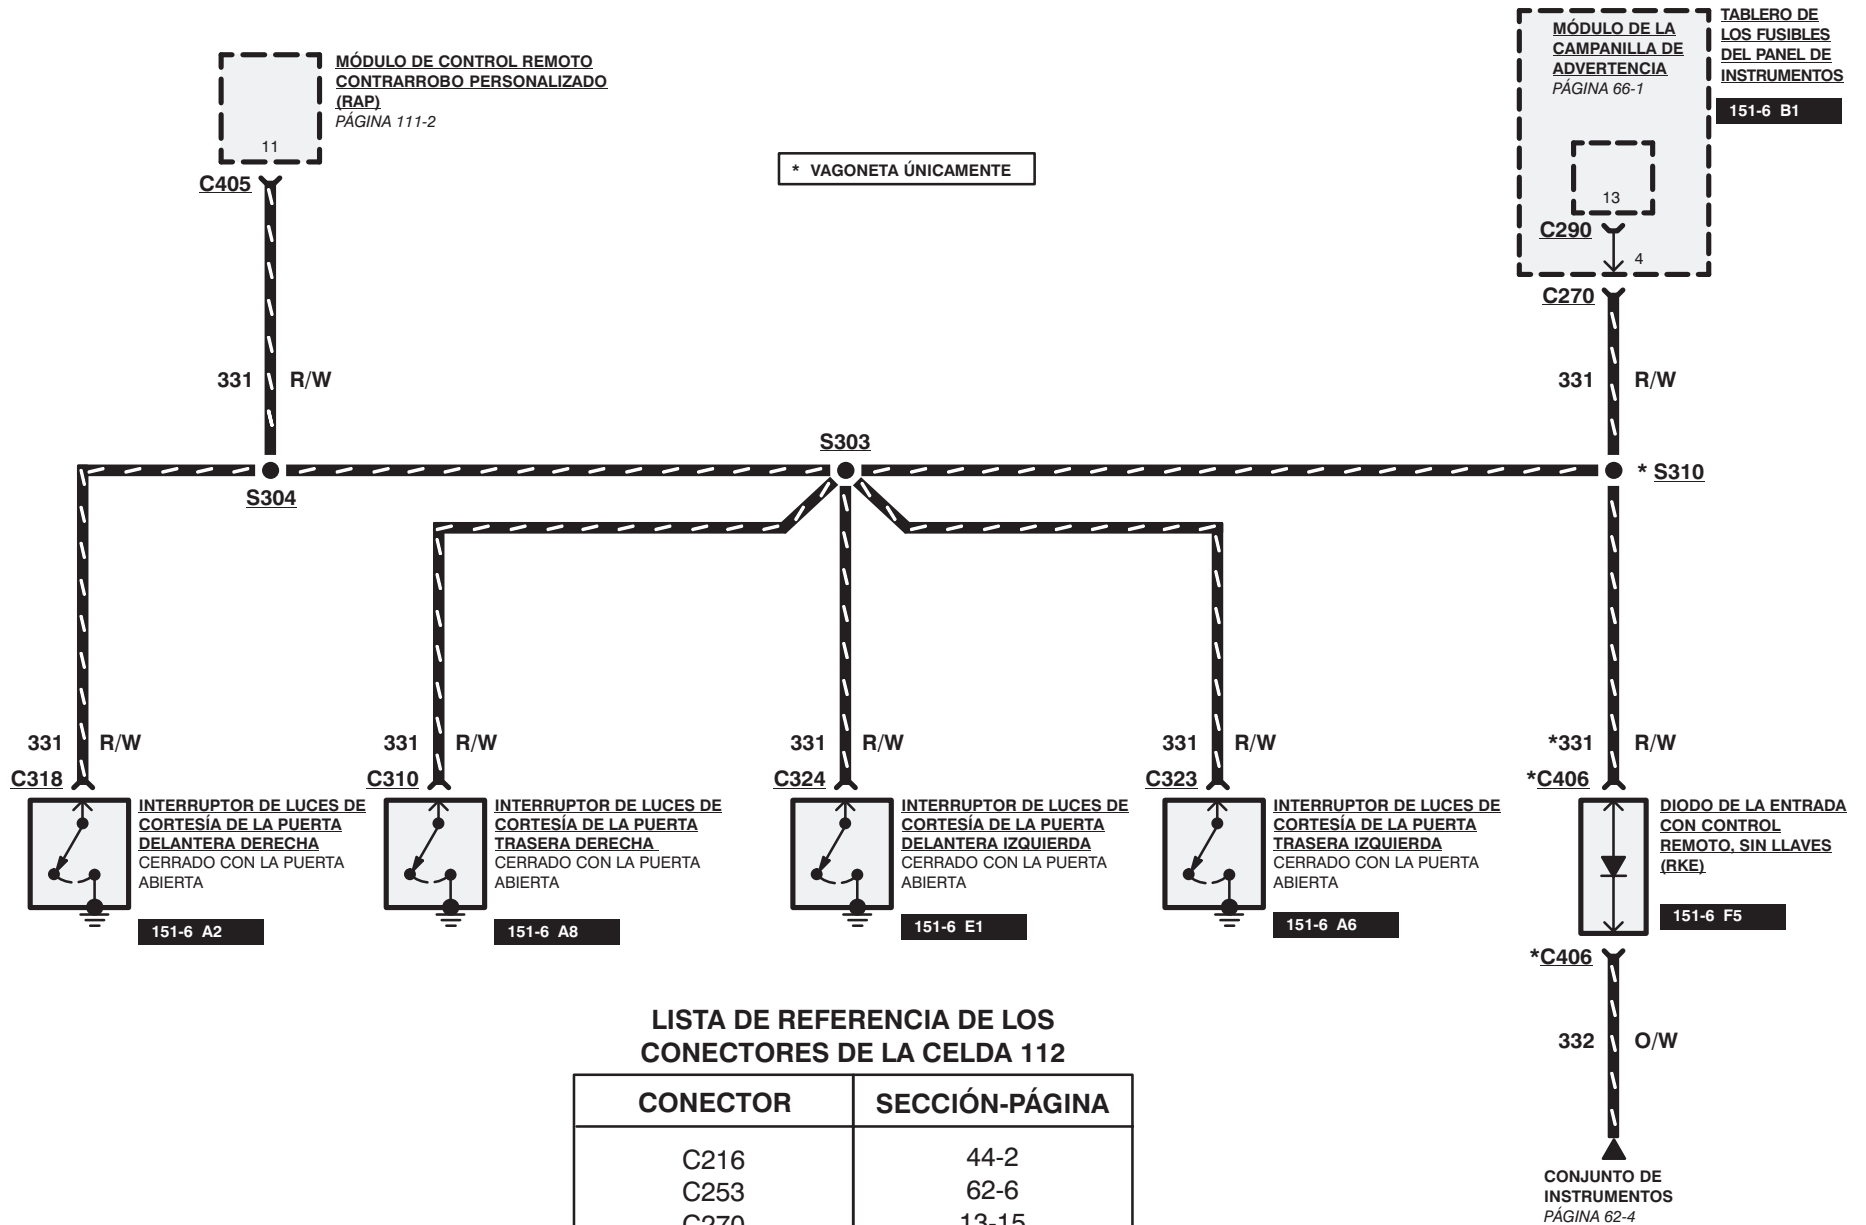 MÓDULO DE CONTROL REMOTO
CONTRARROBO PERSONALIZADO
(RAP)
PÁGINA 111-2
11
C405
* VAGONETA ÚNICAMENTE
MÓDULO DE LA
CAMPANILLA DE
ADVERTENCIA
PÁGINA 66-1
TABLERO DE
LOS FUSIBLES
DEL PANEL DE
INSTRUMENTOS
151-6 B1
13
C290
4
C270
331 R/W
331 R/W
S303
S304
* S310
331 R/W
C318
INTERRUPTOR DE LUCES DE
CORTESÍA DE LA PUERTA
DELANTERA DERECHA
CERRADO CON LA PUERTA
ABIERTA
151-6 A2
331 R/W
C310
INTERRUPTOR DE LUCES DE
CORTESÍA DE LA PUERTA
TRASERA DERECHA
CERRADO CON LA PUERTA
ABIERTA
151-6 A8
331 R/W
C324
INTERRUPTOR DE LUCES DE
CORTESÍA DE LA PUERTA
DELANTERA IZQUIERDA
CERRADO CON LA PUERTA
ABIERTA
151-6 E1
331 R/W
C323
INTERRUPTOR DE LUCES DE
CORTESÍA DE LA PUERTA
TRASERA IZQUIERDA
CERRADO CON LA PUERTA
ABIERTA
151-6 A6
*331 R/W
*C406
DIODO DE LA ENTRADA
CON CONTROL
REMOTO, SIN LLAVES
(RKE)
151-6 F5
*C406
332 O/W
CONJUNTO DE
INSTRUMENTOS
PÁGINA 62-4
LISTA DE REFERENCIA DE LOS
CONECTORES DE LA CELDA 112
CONECTOR SECCIÓN-PÁGINA
C216 44-2
C253 62-6
C270 13-15